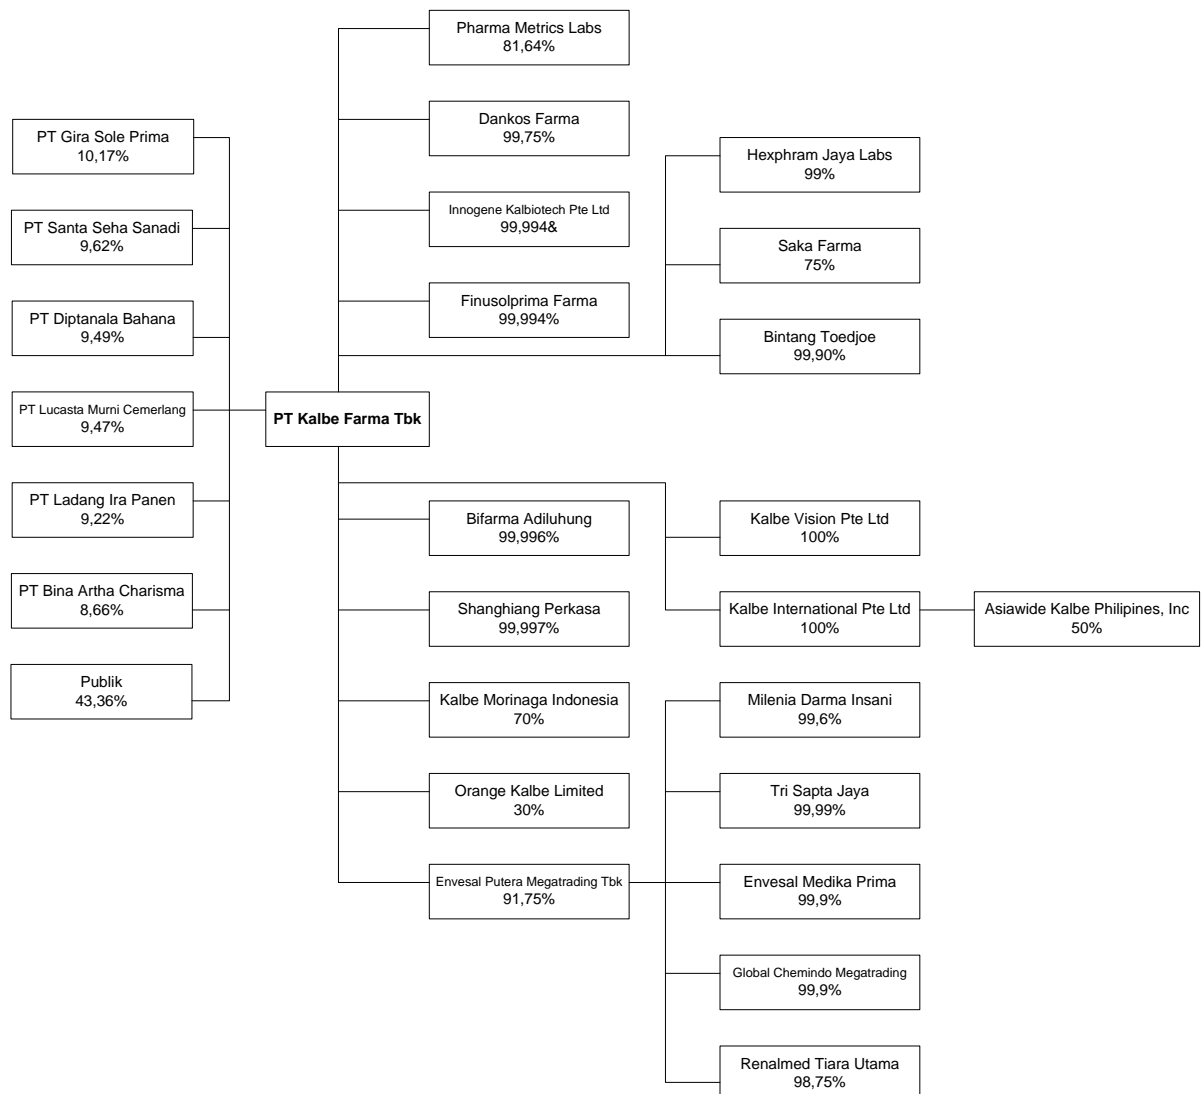 Pharma Metrics Labs
81,64%
Dankos Farma
99,75%
PT Gira Sole Prima
10,17%
Hexphram Jaya Labs
99%
Innogene Kalbiotech Pte Ltd
99,994&
PT Santa Seha Sanadi
9,62%
Saka Farma
75%
Finusolprima Farma
99,994%
PT Diptanala Bahana
9,49%
Bintang Toedjoe
99,90%
PT Lucasta Murni Cemerlang
9,47%
PT Kalbe Farma Tbk
PT Ladang Ira Panen
9,22%
Bifarma Adiluhung
99,996%
Kalbe Vision Pte Ltd
100%
PT Bina Artha Charisma
8,66%
Shanghiang Perkasa
99,997%
Kalbe International Pte Ltd
100%
Asiawide Kalbe Philipines, Inc
50%
Publik
43,36%
Kalbe Morinaga Indonesia
70%
Milenia Darma Insani
99,6%
Orange Kalbe Limited
30%
Tri Sapta Jaya
99,99%
Envesal Putera Megatrading Tbk
91,75%
Envesal Medika Prima
99,9%
Global Chemindo Megatrading
99,9%
Renalmed Tiara Utama
98,75%